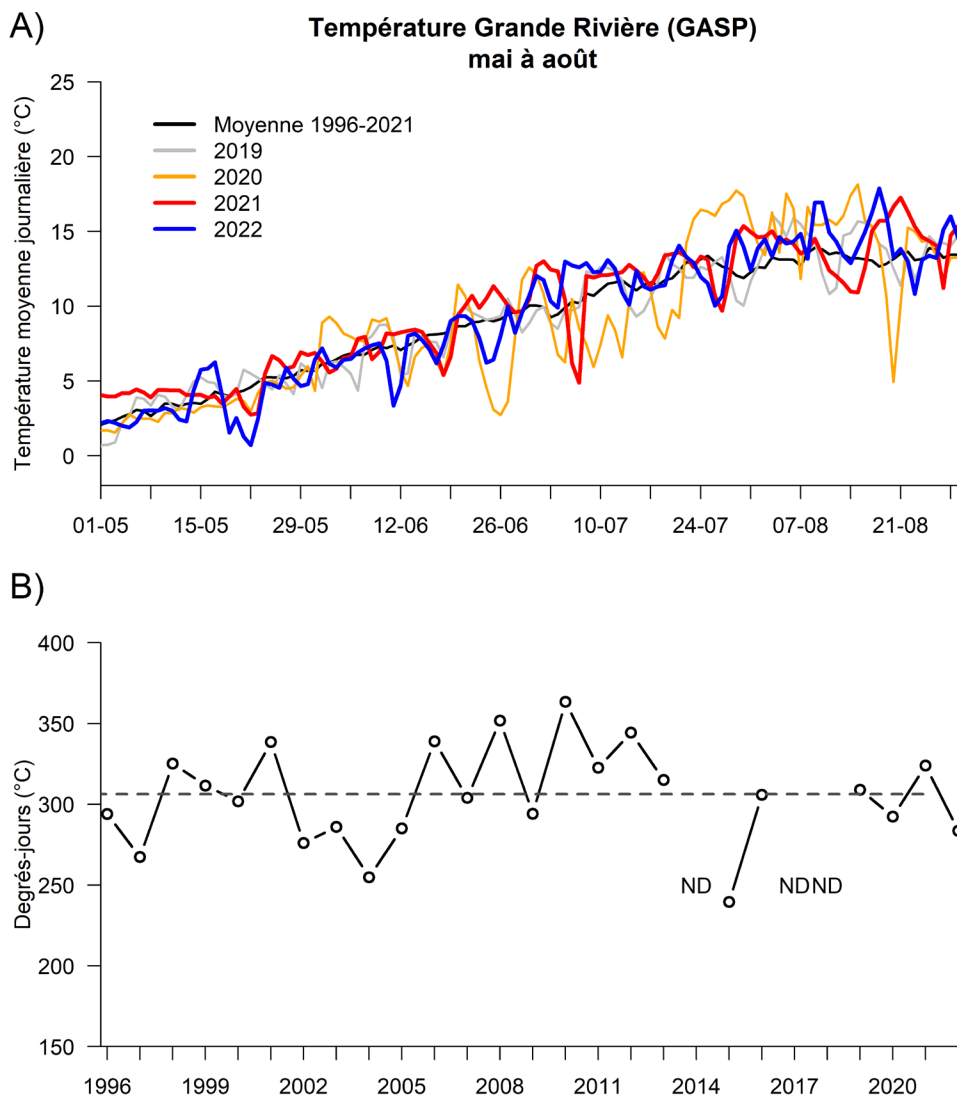 A)
Température Grande Rivière (GASP)
mai à août
Température moyenne journalière (°C)
25
20
15
10
5
0
Moyenne 1996-2021
2019
2020
2021
2022
01-05 15-05 29-05 12-06 26-06 10-07 24-07 07-08 21-08
B)
Degrés-jours (°C)
400
350
300
250
200
150
ND NDND
1996 1999 2002 2005 2008 2011 2014 2017 2020